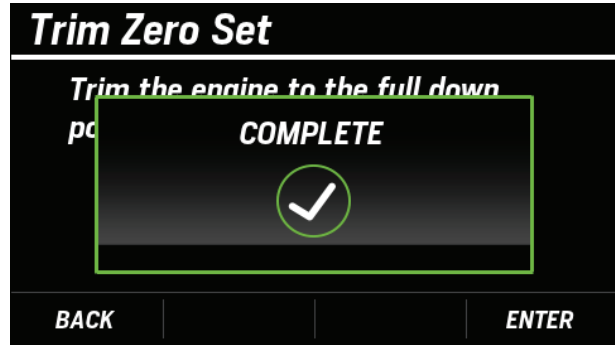 Trim Zero Set
Trim the engine to the full down
COMPLETE
BACK
ENTER